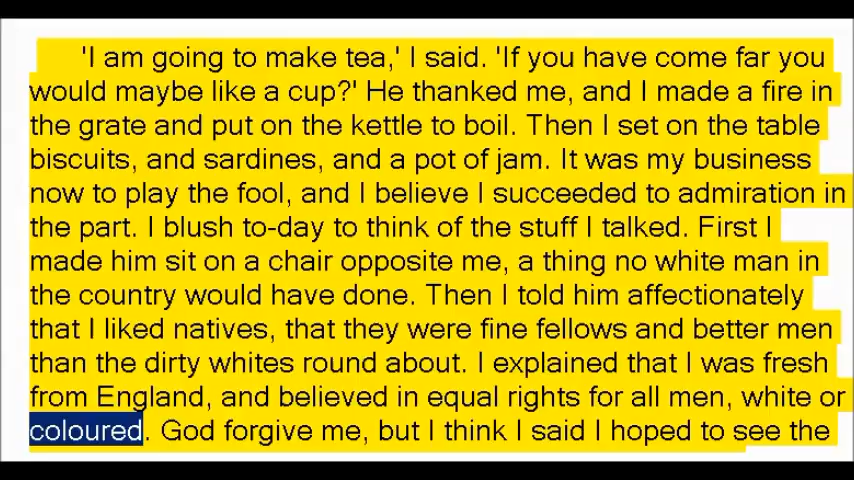 'I am going to make tea,' I said. 'If you have come far you
would maybe like a cup?' He thanked me, and I made a fire in
the grate and put on the kettle to boil. Then I set on the table
biscuits, and sardines, and a pot of jam. It was my business
now to play the fool, and I believe I succeeded to admiration in
the part. I blush to-day to think of the stuff I talked. First I
made him sit on a chair opposite me, a thing no white man in
the country would have done. Then I told him affectionately
that I liked natives, that they were fine fellows and better men
than the dirty whites round about. I explained that I was fresh
from England, and believed in equal rights for all men, white or
coloured. God forgive me, but I think I said I hoped to see the